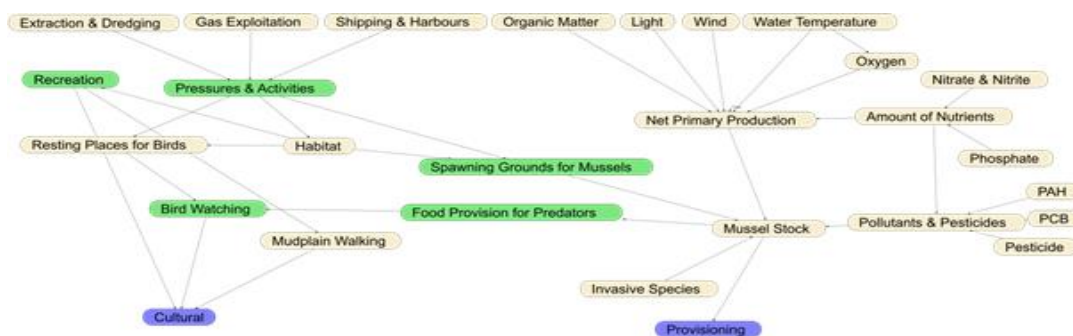 Extraction & Dredging
Gas Exploitation
Shipping & Harbours
Organic Matter
Light
Wind
Water Temperature
Oxygen
Recreation
Pressures & Activities
Nitrate & Nitrite
Net Primary Production
Amount of Nutrients
Resting Places for Birds
Habitat
Spawning Grounds for Mussels
Phosphate
PAH
Bird Watching
Food Provision for Predators
Mussel Stock
Pollutants & Pesticides
PCB
Mudplain Walking
Pesticide
Invasive Species
Cultural
Provisioning